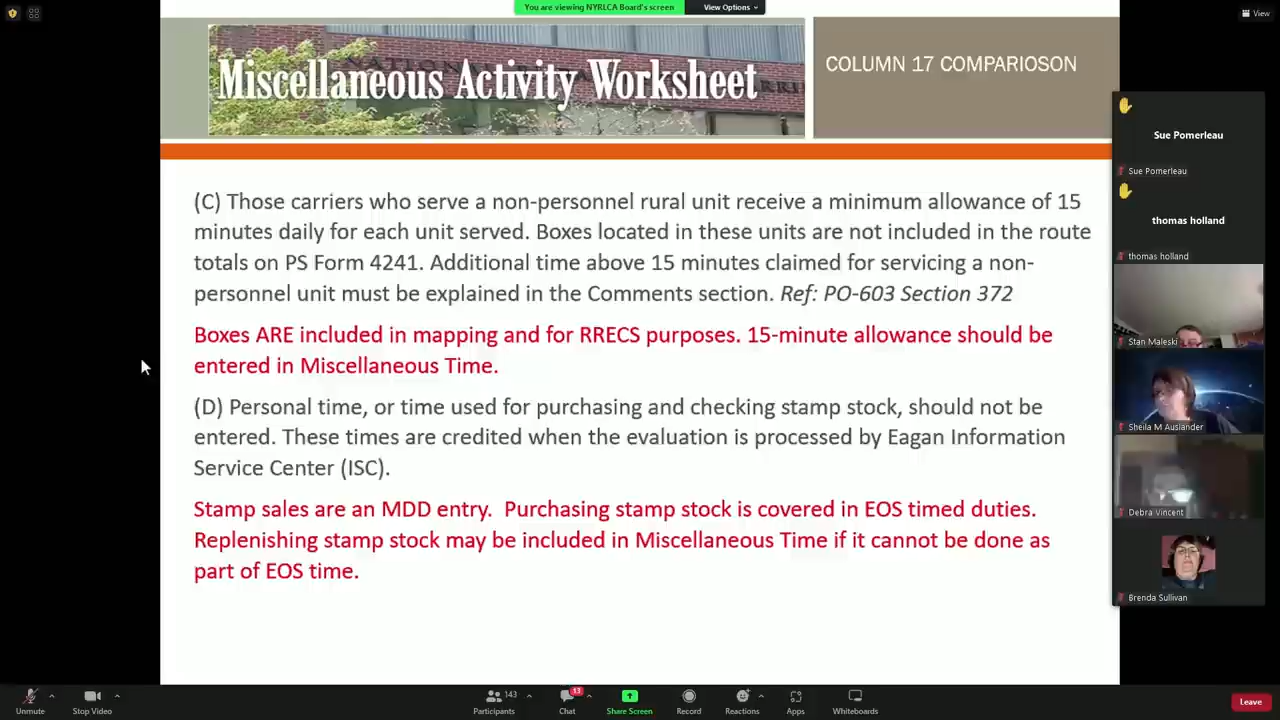 You are viewing NYRLCA Board's screen
View Options
View
Miscellaneous Activity Worksheet
COLUMN 17 COMPARIOSON
(C) Those carriers who serve a non-personnel rural unit receive a minimum allowance of 15
minutes daily for each unit served. Boxes located in these units are not included in the route
totals on PS Form 4241. Additional time above 15 minutes claimed for servicing a non-
personnel unit must be explained in the Comments section. Ref: PO-603 Section 372
Boxes ARE included in mapping and for RRECS purposes. 15-minute allowance should be
entered in Miscellaneous Time.
(D) Personal time, or time used for purchasing and checking stamp stock, should not be
entered. These times are credited when the evaluation is processed by Eagan Information
Service Center (ISC).
Stamp sales are an MDD entry. Purchasing stamp stock is covered in EOS timed duties.
Replenishing stamp stock may be included in Miscellaneous Time if it cannot be done as
part of EOS time.
Sue Pomerleau
Sue Pomerleau
thomas holland
thomas holland
Stan Maleski
Sheila M Auslander
Debra Vincent
Brenda Sullivan
Unmute
Stop Video
143
Participants
13
Chat
Share Screen
Record
Reactions
Apps
Whiteboards
Leave